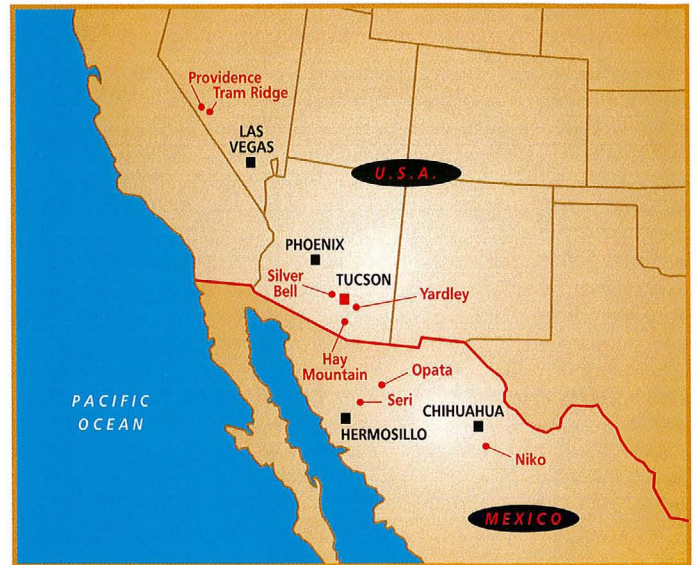 Providence
Tram Ridge
LAS
VEGAS
U.S.A.
PHOENIX
Silver
Bell
TUCSON
Yardley
Hay
Mountain
Opata
Seri
PACIFIC
OCEAN
CHIHUAHUA
HERMOSILLO
Niko
MEXICO